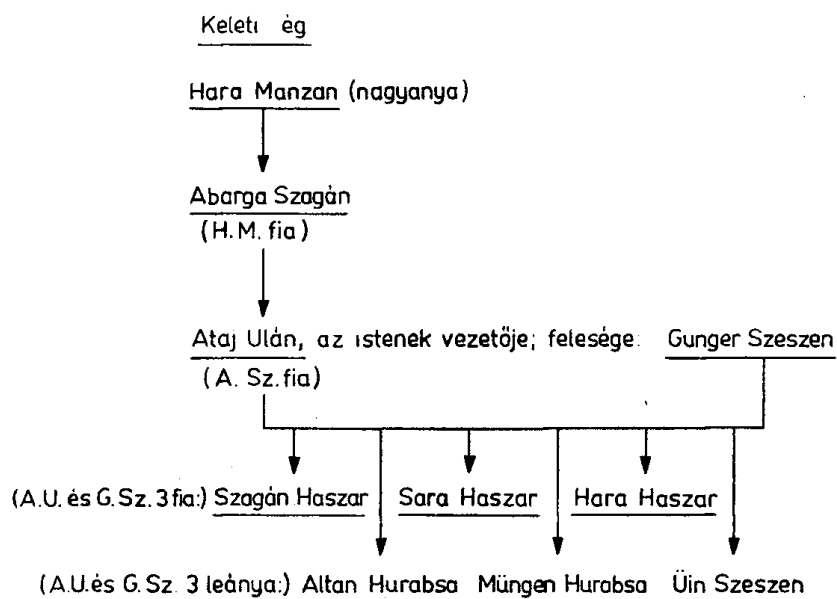 Keleti ég
Hara Manzan (nagyanya)
Abarga Szagán
(H.M. fia)
Ataj Ulán, az istenek vezetője; felesége: Gunger Szeszen
(A. Sz. fia)
(A.U. és G.Sz. 3 fia:) Szagán Haszar Sara Haszar Hara Haszar
(A.U. és G.Sz. 3 leánya:) Altan Hurabsa Müngen Hurabsa Üin Szeszen